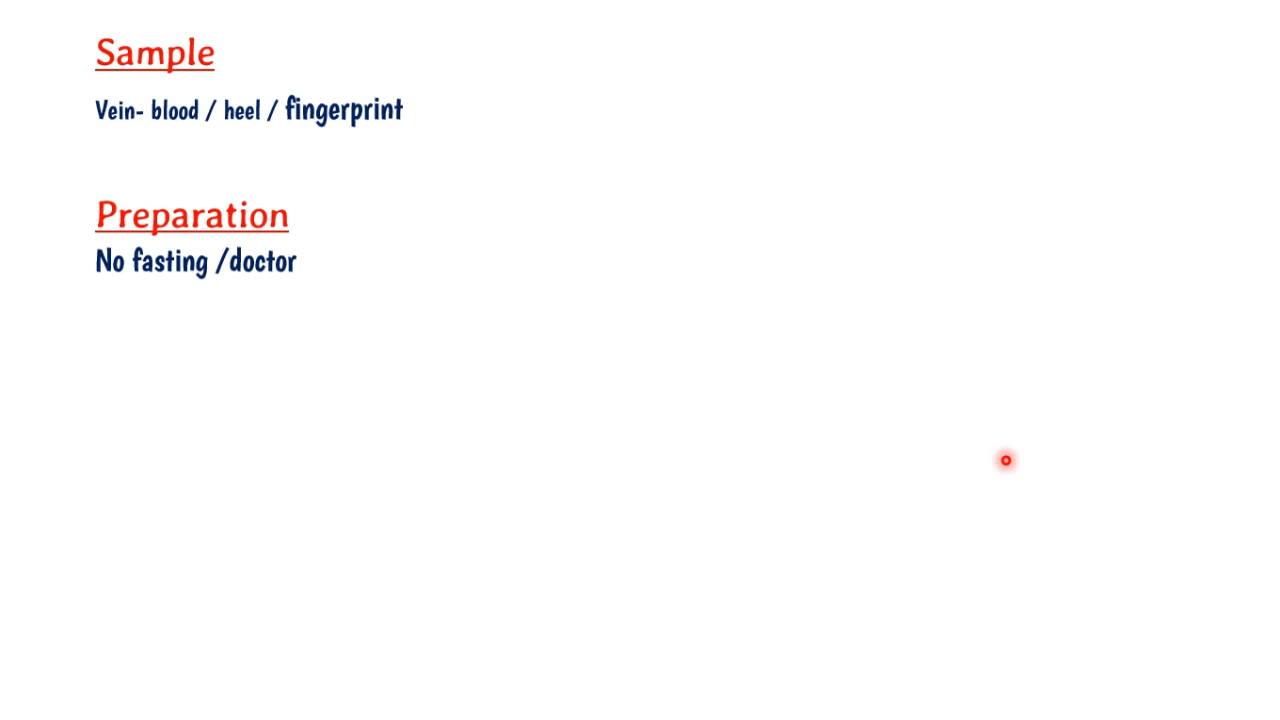 Sample
Vein- blood / heel / fingerprint
Preparation
No fasting /doctor